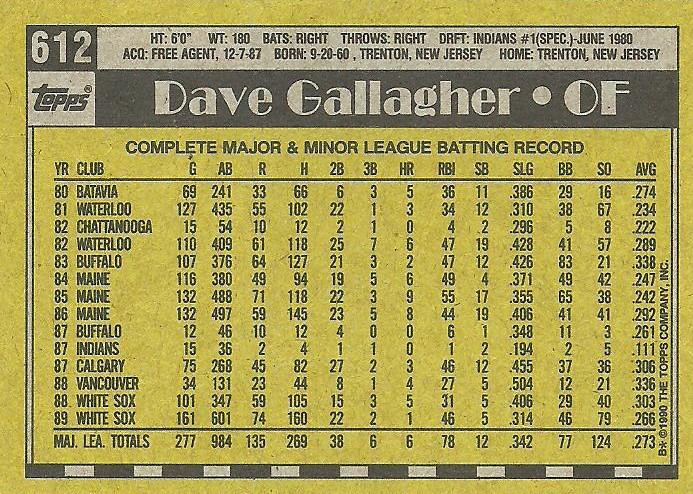 612
HT: 6'0" WT: 180 BATS: RIGHT THROWS: RIGHT DRFT: INDIANS #1(SPEC.)-JUNE 1980
ACQ: FREE AGENT, 12-7-87 BORN: 9-20-60, TRENTON, NEW JERSEY HOME: TRENTON, NEW JERSEY
TOPPS®
Dave Gallagher • OF
COMPLETE MAJOR & MINOR LEAGUE BATTING RECORD
YR CLUB G AB R H 2B 3B HR RBI SB SLG BB SO AVG
80 BATAVIA 69 241 33 66 6 3 5 36 11 .386 29 16 .274
81 WATERLOO 127 435 55 102 22 1 3 34 12 .310 38 67 .234
82 CHATTANOOGA 15 54 10 12 2 1 0 4 2 .296 5 8 .222
82 WATERLOO 110 409 61 118 25 7 6 47 19 .428 41 57 .289
83 BUFFALO 107 376 64 127 21 3 2 47 12 .426 83 21 .338
84 MAINE 116 380 49 94 19 5 6 49 4 .371 49 42 .247
85 MAINE 132 488 71 118 22 3 9 55 17 .355 65 38 .242
86 MAINE 132 497 59 145 23 5 8 44 19 .406 41 41 .292
87 BUFFALO 12 46 10 12 4 0 0 6 1 .348 11 3 .261
87 INDIANS 15 36 2 4 1 1 0 1 2 .194 2 5 .111
87 CALGARY 75 268 45 82 27 2 3 46 12 .455 37 36 .306
88 VANCOUVER 34 131 23 44 8 1 4 27 5 .504 12 21 .336
88 WHITE SOX 101 347 59 105 15 3 5 31 5 .406 29 40 .303
89 WHITE SOX 161 601 74 160 22 2 1 46 5 .314 46 79 .266
MAJ. LEA. TOTALS 277 984 135 269 38 6 6 78 12 .342 77 124 .273
B* ©1990 THE TOPPS COMPANY, INC.